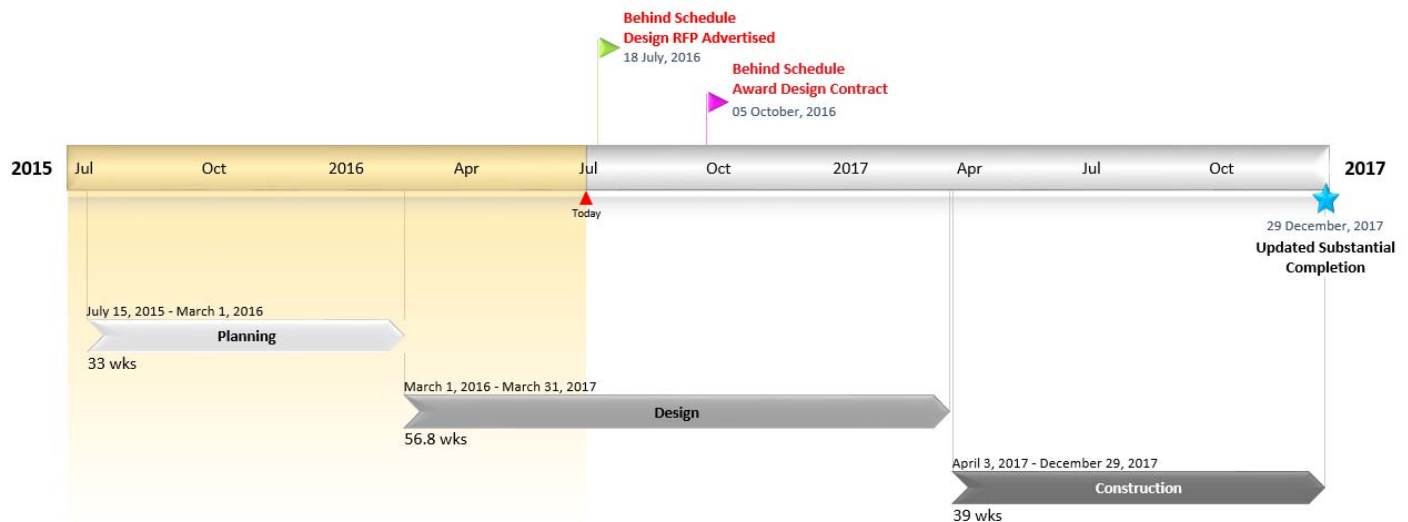 Behind Schedule
Design RFP Advertised
18 July, 2016
Behind Schedule
Award Design Contract
05 October, 2016
2015 Jul Oct 2016 Apr Jul Oct 2017 Apr Jul Oct 2017
Today
29 December, 2017
Updated Substantial
Completion
July 15, 2015 - March 1, 2016
Planning
33 wks
March 1, 2016 - March 31, 2017
Design
56.8 wks
April 3, 2017 - December 29, 2017
Construction
39 wks